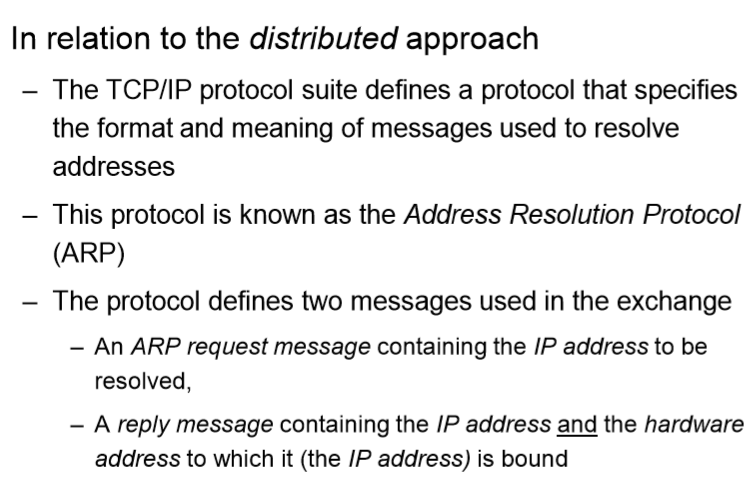 In relation to the distributed approach
– The TCP/IP protocol suite defines a protocol that specifies
the format and meaning of messages used to resolve
addresses
– This protocol is known as the Address Resolution Protocol
(ARP)
– The protocol defines two messages used in the exchange
– An ARP request message containing the IP address to be
resolved,
– A reply message containing the IP address and the hardware
address to which it (the IP address) is bound